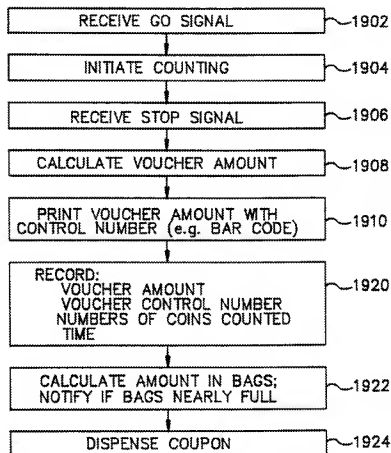 RECEIVE GO SIGNAL 1902
INITIATE COUNTING 1904
RECEIVE STOP SIGNAL 1906
CALCULATE VOUCHER AMOUNT 1908
PRINT VOUCHER AMOUNT WITH
CONTROL NUMBER (e.g. BAR CODE) 1910
RECORD: 1920
VOUCHER AMOUNT
VOUCHER CONTROL NUMBER
NUMBERS OF COINS COUNTED
TIME
CALCULATE AMOUNT IN BAGS; 1922
NOTIFY IF BAGS NEARLY FULL
DISPENSE COUPON 1924